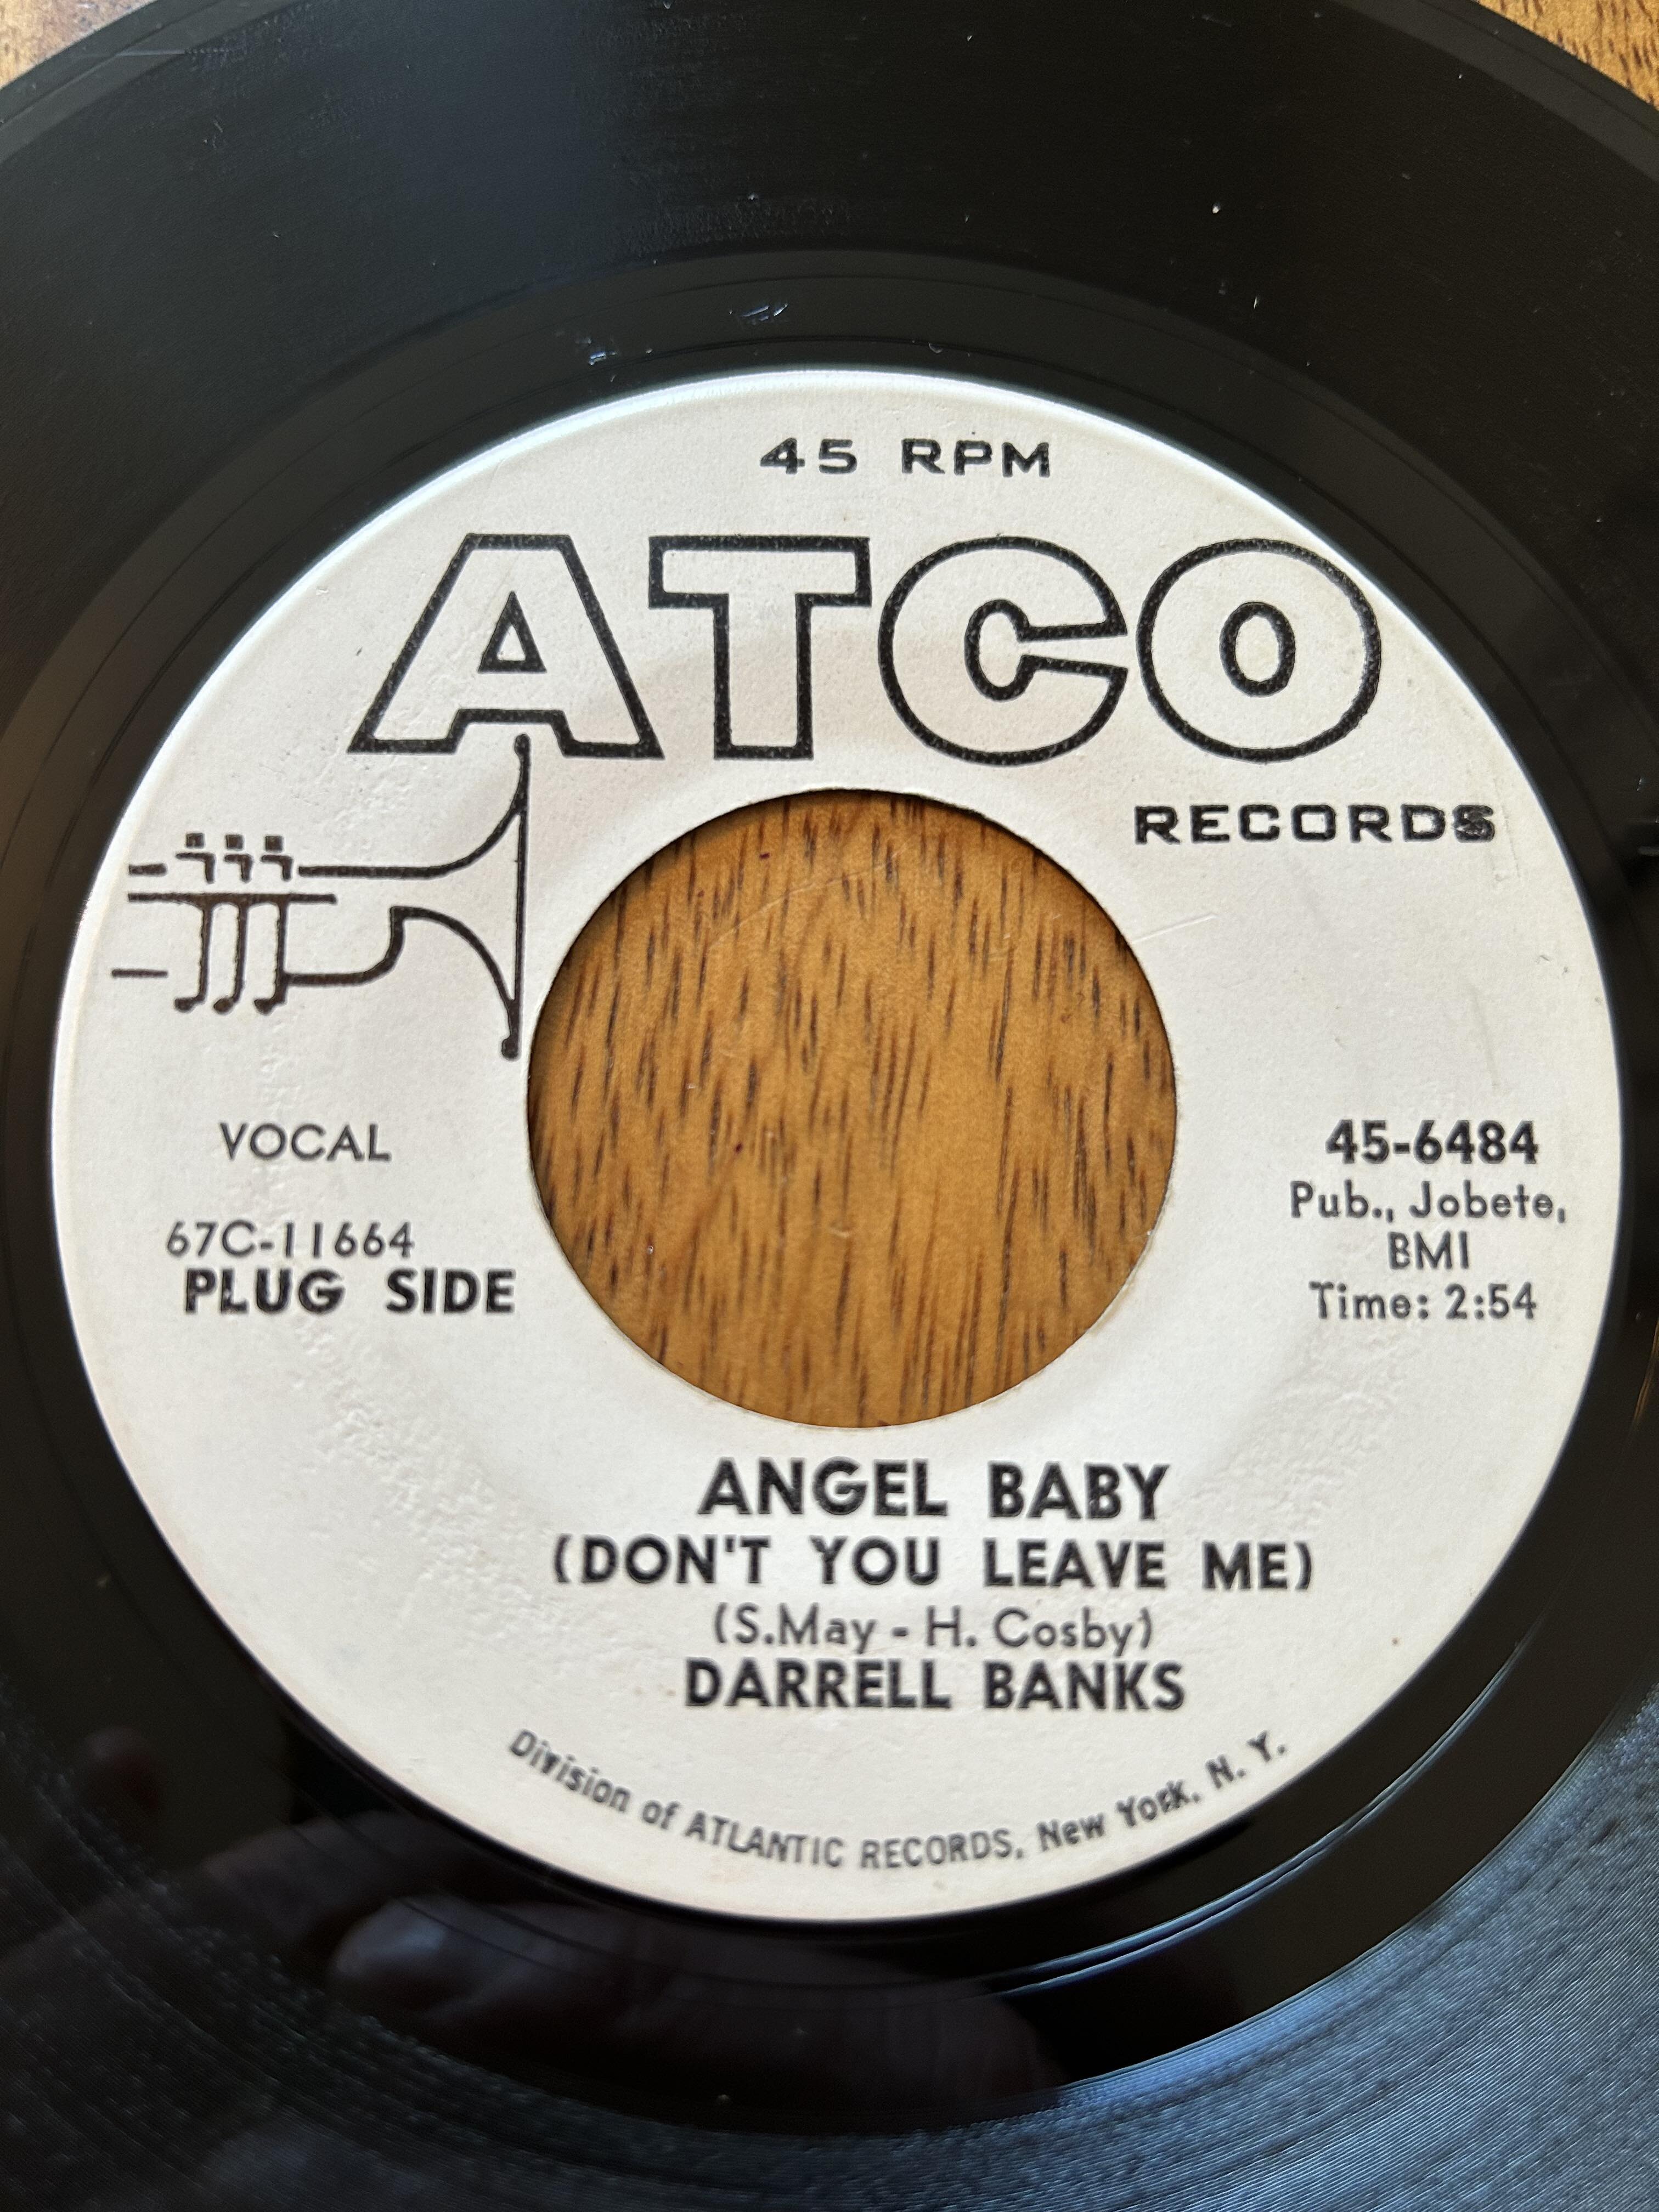 45 RPM
ATCO
RECORDS
VOCAL
67C-11664
PLUG SIDE
45-6484
Pub., Jobete,
BMI
Time: 2:54
ANGEL BABY
(DON'T YOU LEAVE ME)
(S.May - H. Cosby)
DARRELL BANKS
Division of ATLANTIC RECORDS, New York, N. Y.